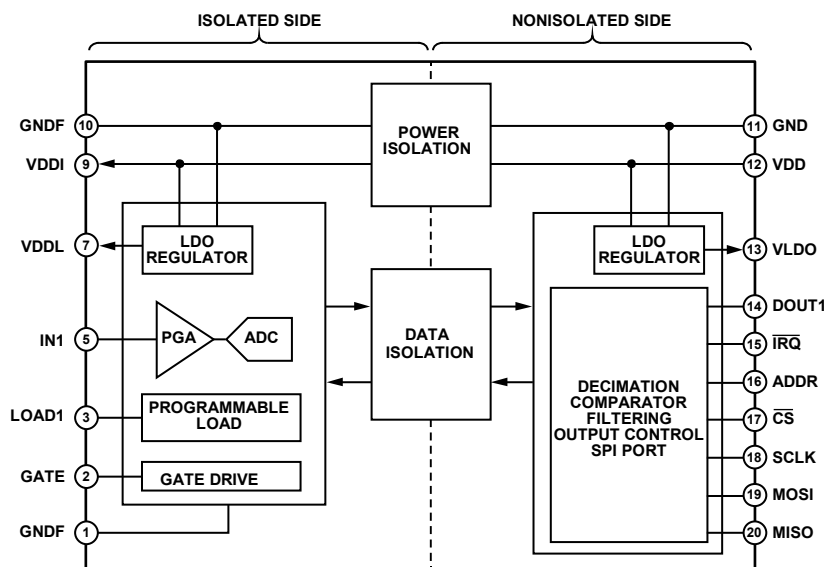 ISOLATED SIDE
NONISOLATED SIDE
GNDF 10
11 GND
POWER
ISOLATION
VDDI 9
12 VDD
VDDL 7
LDO
REGULATOR
LDO
REGULATOR
13 VLDO
IN1 5
PGA
ADC
DATA
ISOLATION
14 DOUT1
15 IRQ
16 ADDR
17 CS
18 SCLK
19 MOSI
20 MISO
DECIMATION
COMPARATOR
FILTERING
OUTPUT CONTROL
SPI PORT
LOAD1 3
PROGRAMMABLE
LOAD
GATE 2
GATE DRIVE
GNDF 1